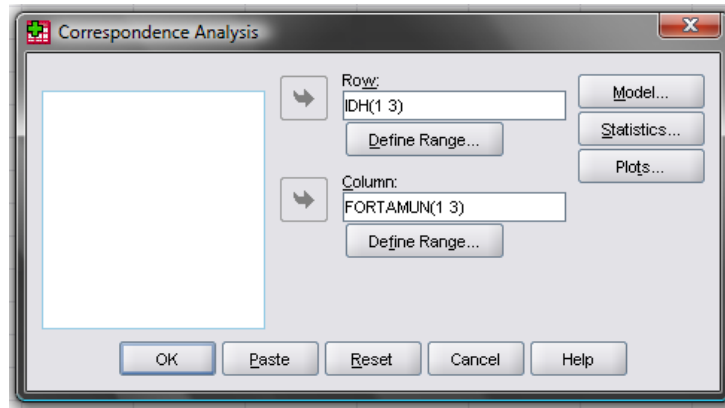 Correspondence Analysis
Row:
IDH(1 3)
Define Range...
Column:
FORTAMUN(1 3)
Define Range...
Model...
Statistics...
Plots...
OK
Paste
Reset
Cancel
Help